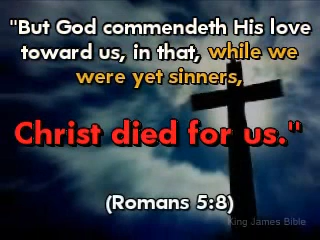 "But God commendeth His love
toward us, in that, while we
were yet sinners,
Christ died for us."
(Romans 5:8)
King James Bible